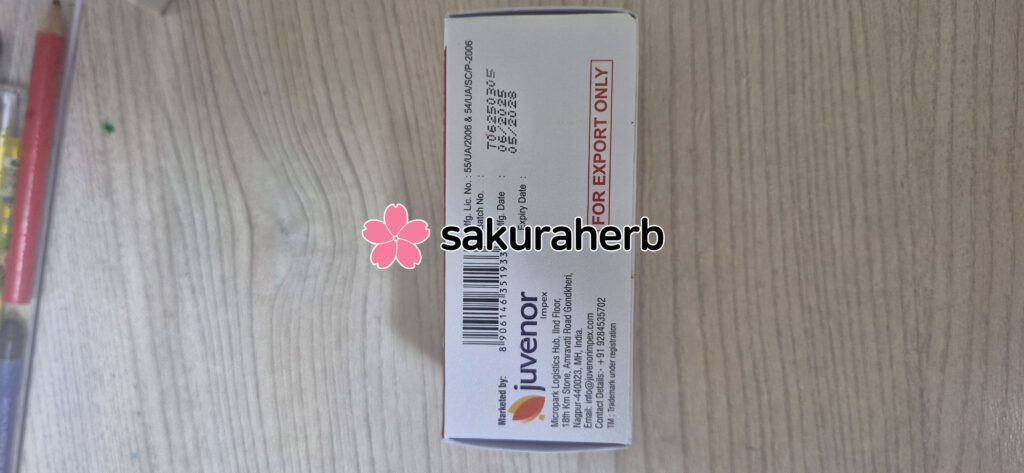 Mfg. Lic. No. : 55/UA/2006 & 54/UA/SC/P-2006
Batch No. : T06250305
Mfg. Date : 06/2025
Expiry Date : 05/2028
FOR EXPORT ONLY
8 906146 351933
sakuraherb
Marketed by:
juvenor
Impex
Micropark Logistics Hub, IInd Floor,
18th Km Stone, Amravati Road Gondkheri,
Nagpur-440023, MH, India.
Email: info@juvenorimpex.com
Contact Details:- +91 9284535702
TM : Trademark under registration